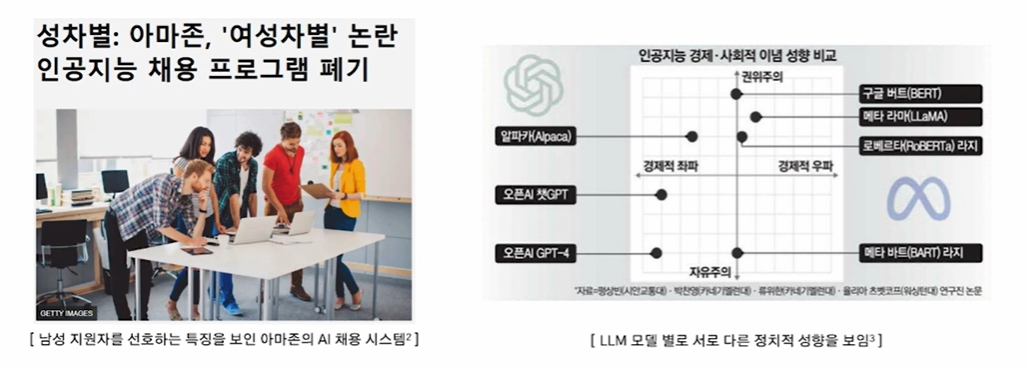 성차별: 아마존, '여성차별' 논란
인공지능 채용 프로그램 폐기
GETTY IMAGES
[ 남성 지원자를 선호하는 특징을 보인 아마존의 AI 채용 시스템² ]
인공지능 경제·사회적 이념 성향 비교
권위주의
구글 버트(BERT)
메타 라마(LLaMA)
알파카(Alpaca)
로베르타(RoBERTa) 라지
경제적 좌파
경제적 우파
오픈AI 챗GPT
오픈AI GPT-4
메타 바트(BART) 라지
자유주의
*자료=펑상빈(시안교통대)·박찬영(카네기멜런대)·류위한(카네기멜런대)·율리아 츠벳코프(워싱턴대) 연구진 논문
[ LLM 모델 별로 서로 다른 정치적 성향을 보임³ ]